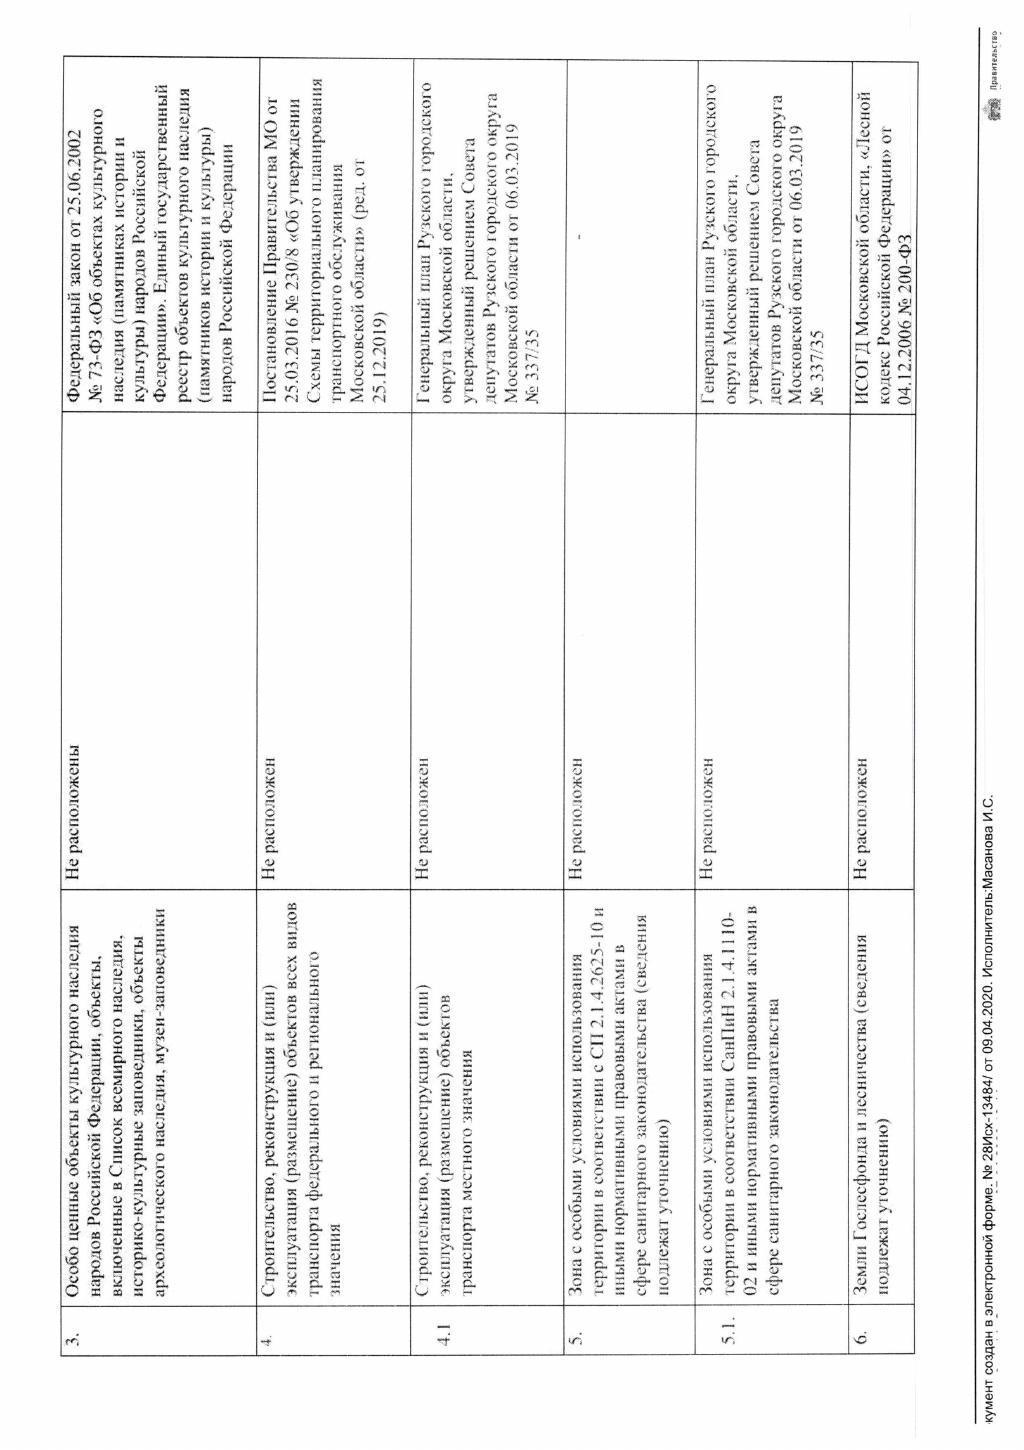 3.
Особо ценные объекты культурного наследия
народов Российской Федерации, объекты,
включенные в Список всемирного наследия,
историко-культурные заповедники, объекты
археологического наследия, музеи-заповедники
Не расположены
Федеральный закон от 25.06.2002
№ 73-ФЗ «Об объектах культурного
наследия (памятниках истории и
культуры) народов Российской
Федерации». Единый государственный
реестр объектов культурного наследия
(памятников истории и культуры)
народов Российской Федерации
4.
Строительство, реконструкция и (или)
эксплуатация (размещение) объектов всех видов
транспорта федерального и регионального
значения
Не расположен
Постановление Правительства МО от
25.03.2016 № 230/8 «Об утверждении
Схемы территориального планирования
транспортного обслуживания
Московской области» (ред. от
25.12.2019)
4.1
Строительство, реконструкция и (или)
эксплуатация (размещение) объектов
транспорта местного значения
Не расположен
Генеральный план Рузского городского
округа Московской области,
утвержденный решением Совета
депутатов Рузского городского округа
Московской области от 06.03.2019
№ 337/35
5.
Зона с особыми условиями использования
территории в соответствии с СП 2.1.4.2625-10 и
иными нормативными правовыми актами в
сфере санитарного законодательства (сведения
подлежат уточнению)
Не расположен
-
5.1.
Зона с особыми условиями использования
территории в соответствии СанПиН 2.1.4.1110-
02 и иными нормативными правовыми актами в
сфере санитарного законодательства
Не расположен
Генеральный план Рузского городского
округа Московской области,
утвержденный решением Совета
депутатов Рузского городского округа
Московской области от 06.03.2019
№ 337/35
6.
Земли Гослесфонда и лесничества (сведения
подлежат уточнению)
Не расположен
ИСОГД Московской области, «Лесной
кодекс Российской Федерации» от
04.12.2006 № 200-ФЗ
кумент создан в электронной форме. № 28Исх-13484/ от 09.04.2020. Исполнитель:Масанова И.С.
Правительство